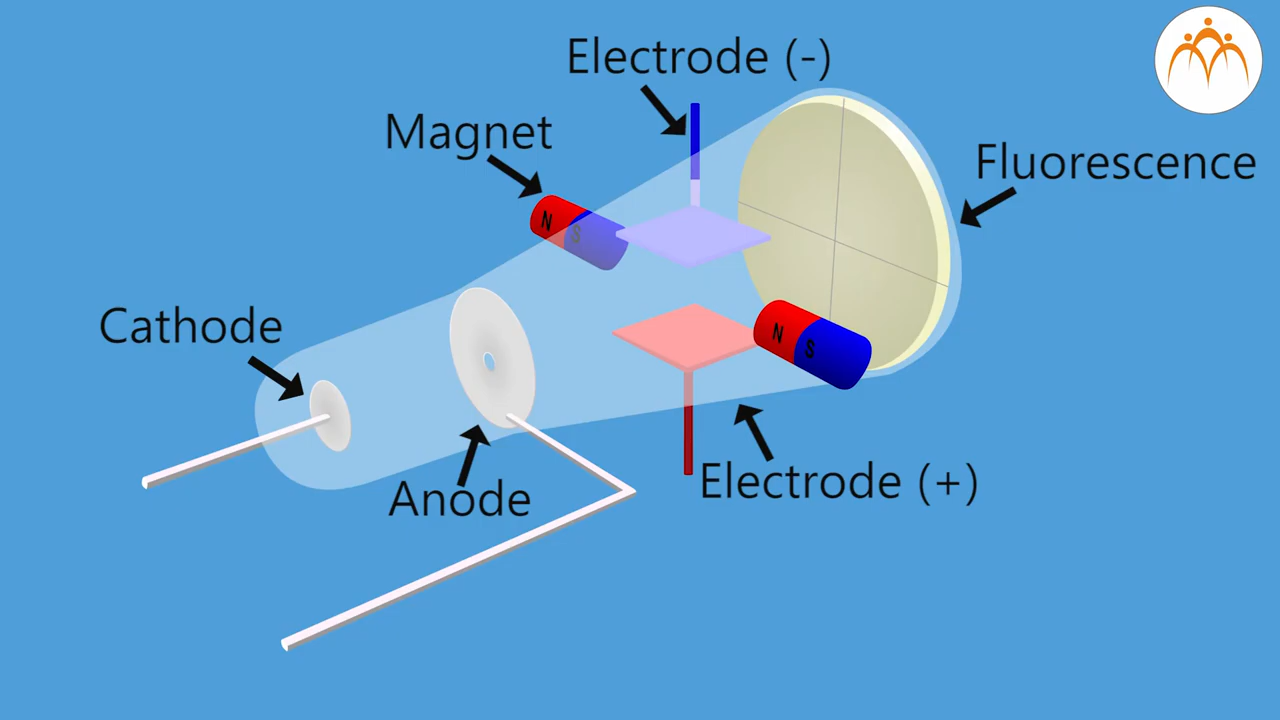 Electrode (-)
Magnet
Fluorescence
N
S
Cathode
N
S
Anode
Electrode (+)